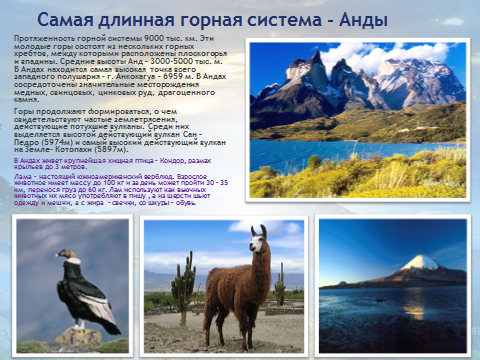 Самая длинная горная система – Анды
Протяженность горной системы 9000 тыс. км. Эти
молодые горы состоят из нескольких горных
хребтов, между которыми расположены плоскогорья
и впадины. Средние высоты Анд – 3000-5000 тыс. м.
В Андах находится самая высокая точка всего
западного полушария – г. Анкокагуа – 6959 м. В Андах
сосредоточены значительные месторождения
медных, свинцовых, цинковых руд, драгоценного
камня.
Горы продолжают формироваться, о чем
свидетельствуют частые землетрясения,
действующие потухшие вулканы. Среди них
выделяется высотой действующий вулкан Сан –
Педро (5974м) и самый высокий действующий вулкан
на Земле- Котопахи (5897м).
В Андах живет крупнейшая хищная птица – Кондор, размах
крыльев до 3 метров.
Лама – настоящий южноамериканский верблюд. Взрослое
животное имеет массу до 100 кг и за день может пройти 30 – 35
км, перенося груз до 60 кг. Лам используют как вьючных
животных их мясо употребляют в пищу , а из шерсти шьют
одежду и мешки, а с жира – свечки, со шкуры – обувь.